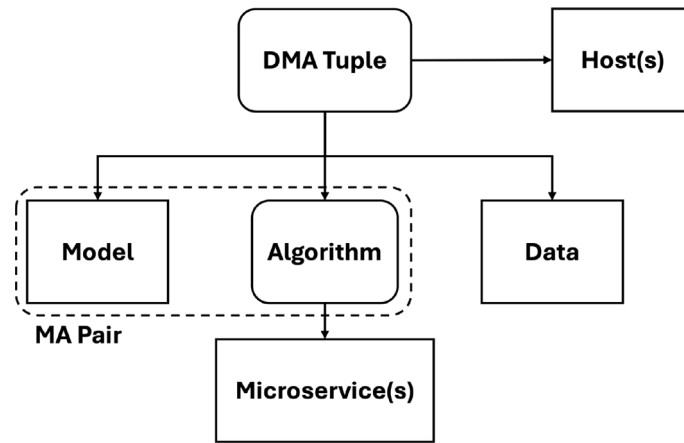 DMA Tuple
Host(s)
Model
Algorithm
Data
MA Pair
Microservice(s)